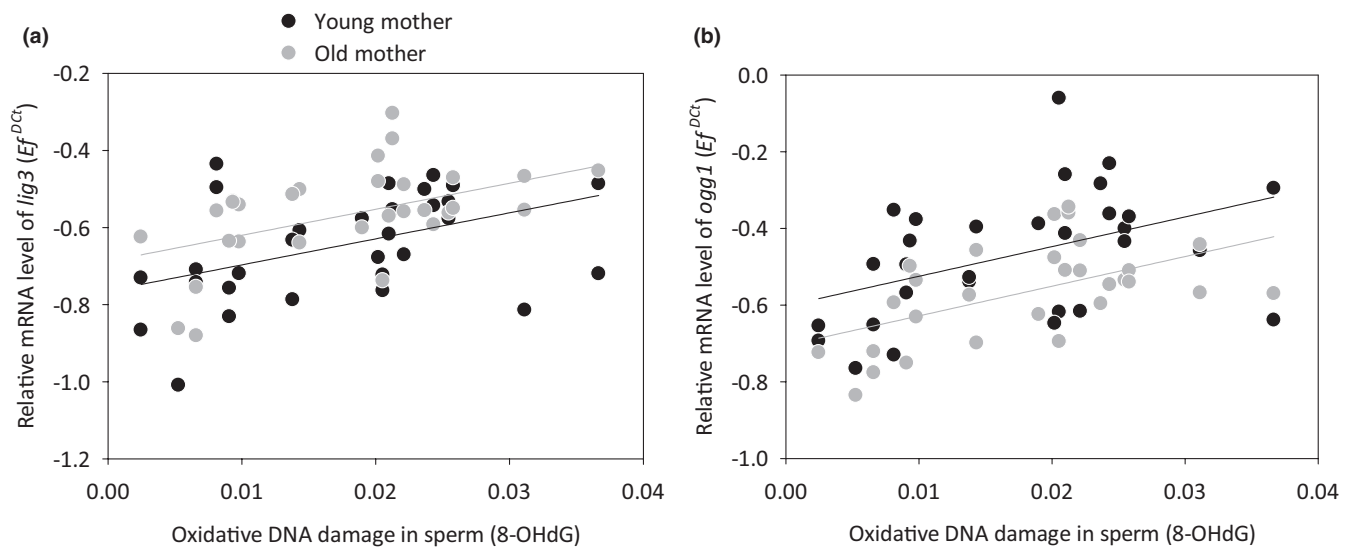 Young mother
Old mother
(a)
-0.2
-0.4
-0.6
-0.8
-1.0
-1.2
0.00 0.01 0.02 0.03 0.04
Relative mRNA level of lig3 (Ef^DCt)
Oxidative DNA damage in sperm (8-OHdG)
(b)
0.0
-0.2
-0.4
-0.6
-0.8
-1.0
0.00 0.01 0.02 0.03 0.04
Relative mRNA level of ogg1 (Ef^DCt)
Oxidative DNA damage in sperm (8-OHdG)